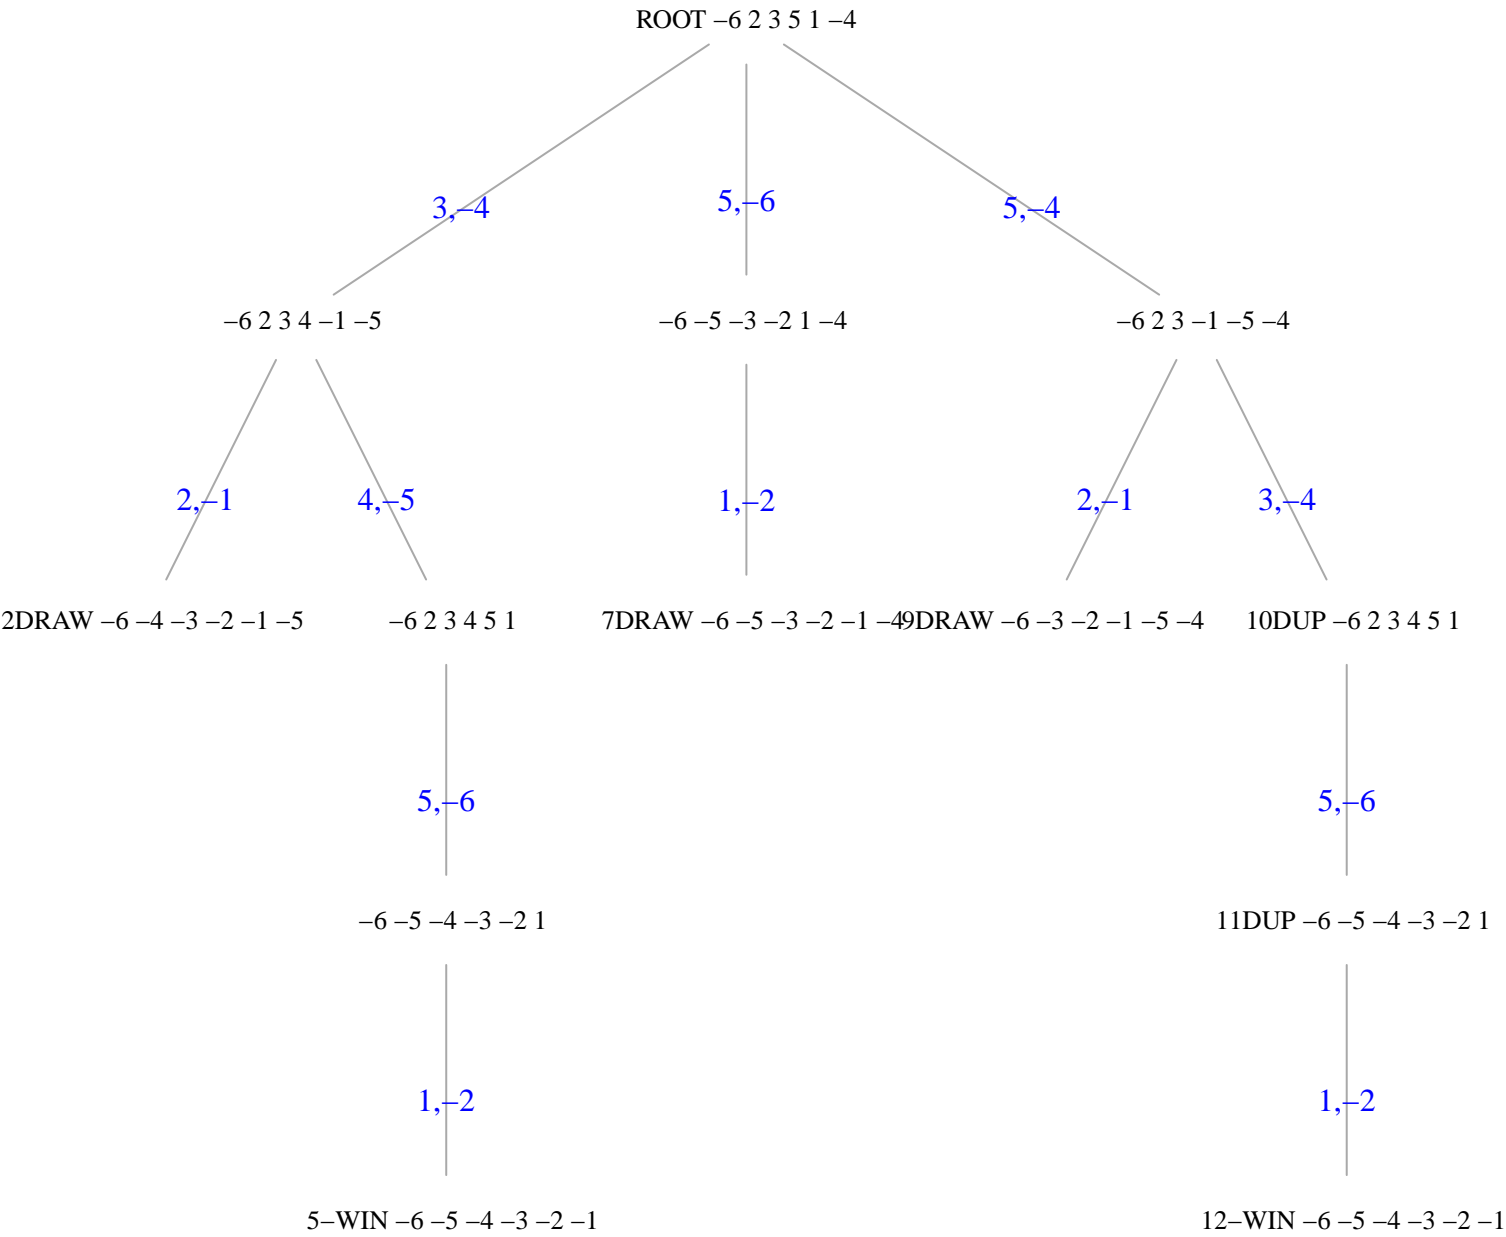 ROOT –6 2 3 5 1 –4
3,–4
5,–6
5,–4
–6 2 3 4 –1 –5
–6 –5 –3 –2 1 –4
–6 2 3 –1 –5 –4
2,–1
4,–5
1,–2
2,–1
3,–4
2DRAW –6 –4 –3 –2 –1 –5
–6 2 3 4 5 1
7DRAW –6 –5 –3 –2 –1 –4
9DRAW –6 –3 –2 –1 –5 –4
10DUP –6 2 3 4 5 1
5,–6
5,–6
–6 –5 –4 –3 –2 1
11DUP –6 –5 –4 –3 –2 1
1,–2
1,–2
5–WIN –6 –5 –4 –3 –2 –1
12–WIN –6 –5 –4 –3 –2 –1